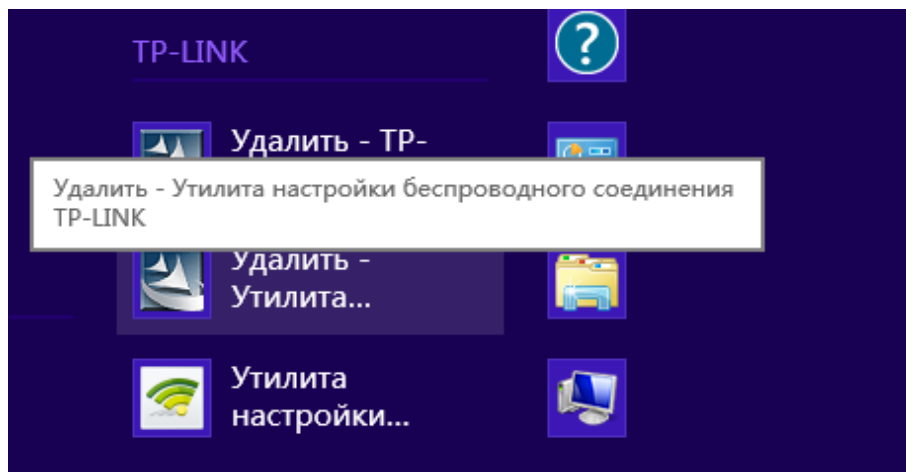 TP-LINK
Удалить - TP-
Удалить - Утилита настройки беспроводного соединения
TP-LINK
Удалить -
Утилита...
Утилита
настройки...